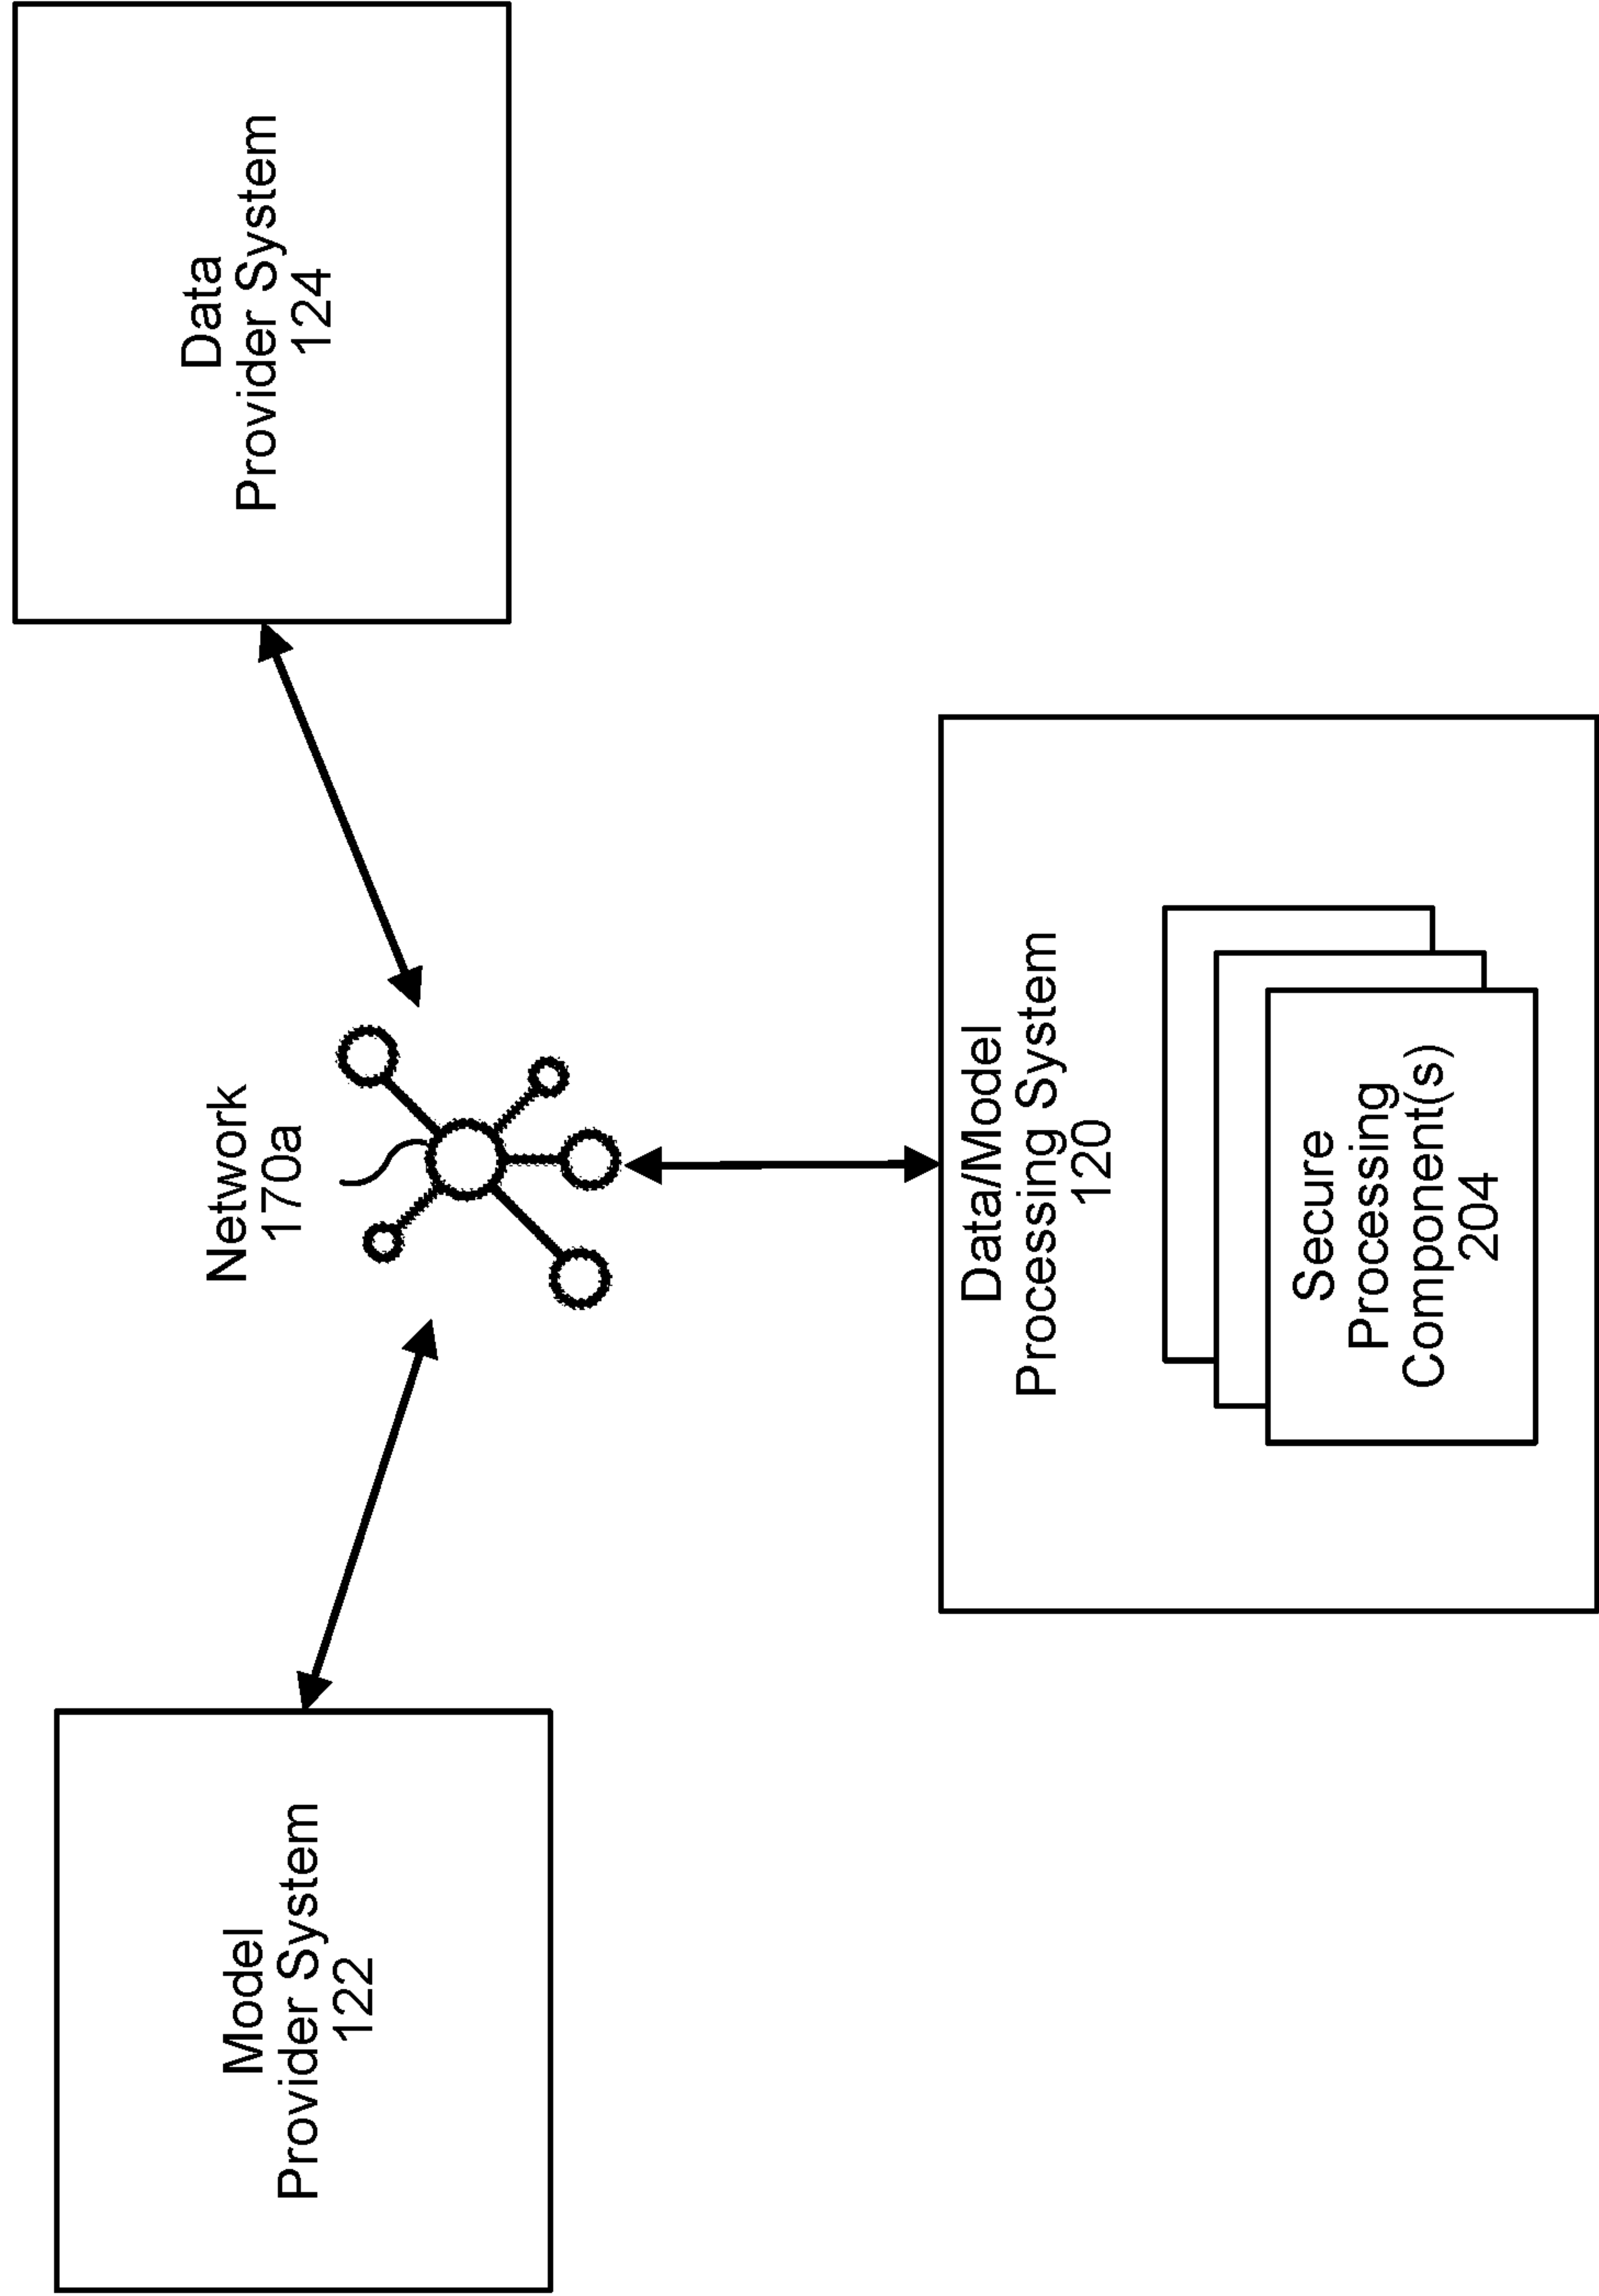 Model
Provider System
122
Network
170a
Data
Provider System
124
Data/Model
Processing System
120
Secure
Processing
Component(s)
204